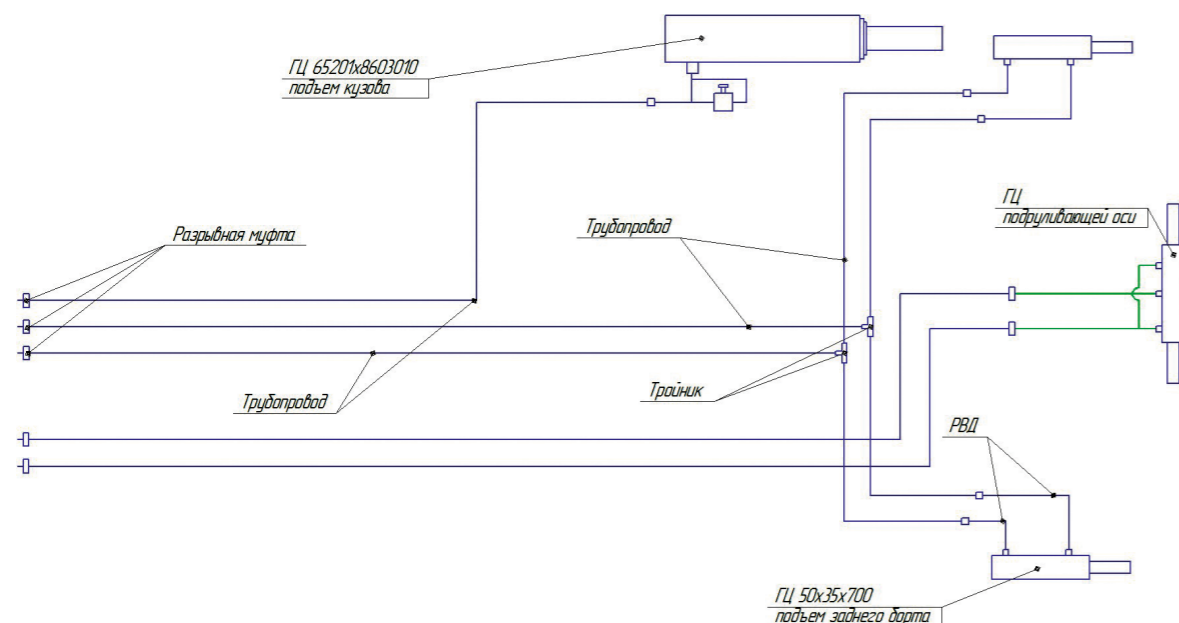 ГЦ 65201х8603010
подъем кузова
ГЦ
подруливающей оси
Разрывная муфта
Трубопровод
Трубопровод
Тройник
РВД
ГЦ 50х35х700
подъем заднего борта